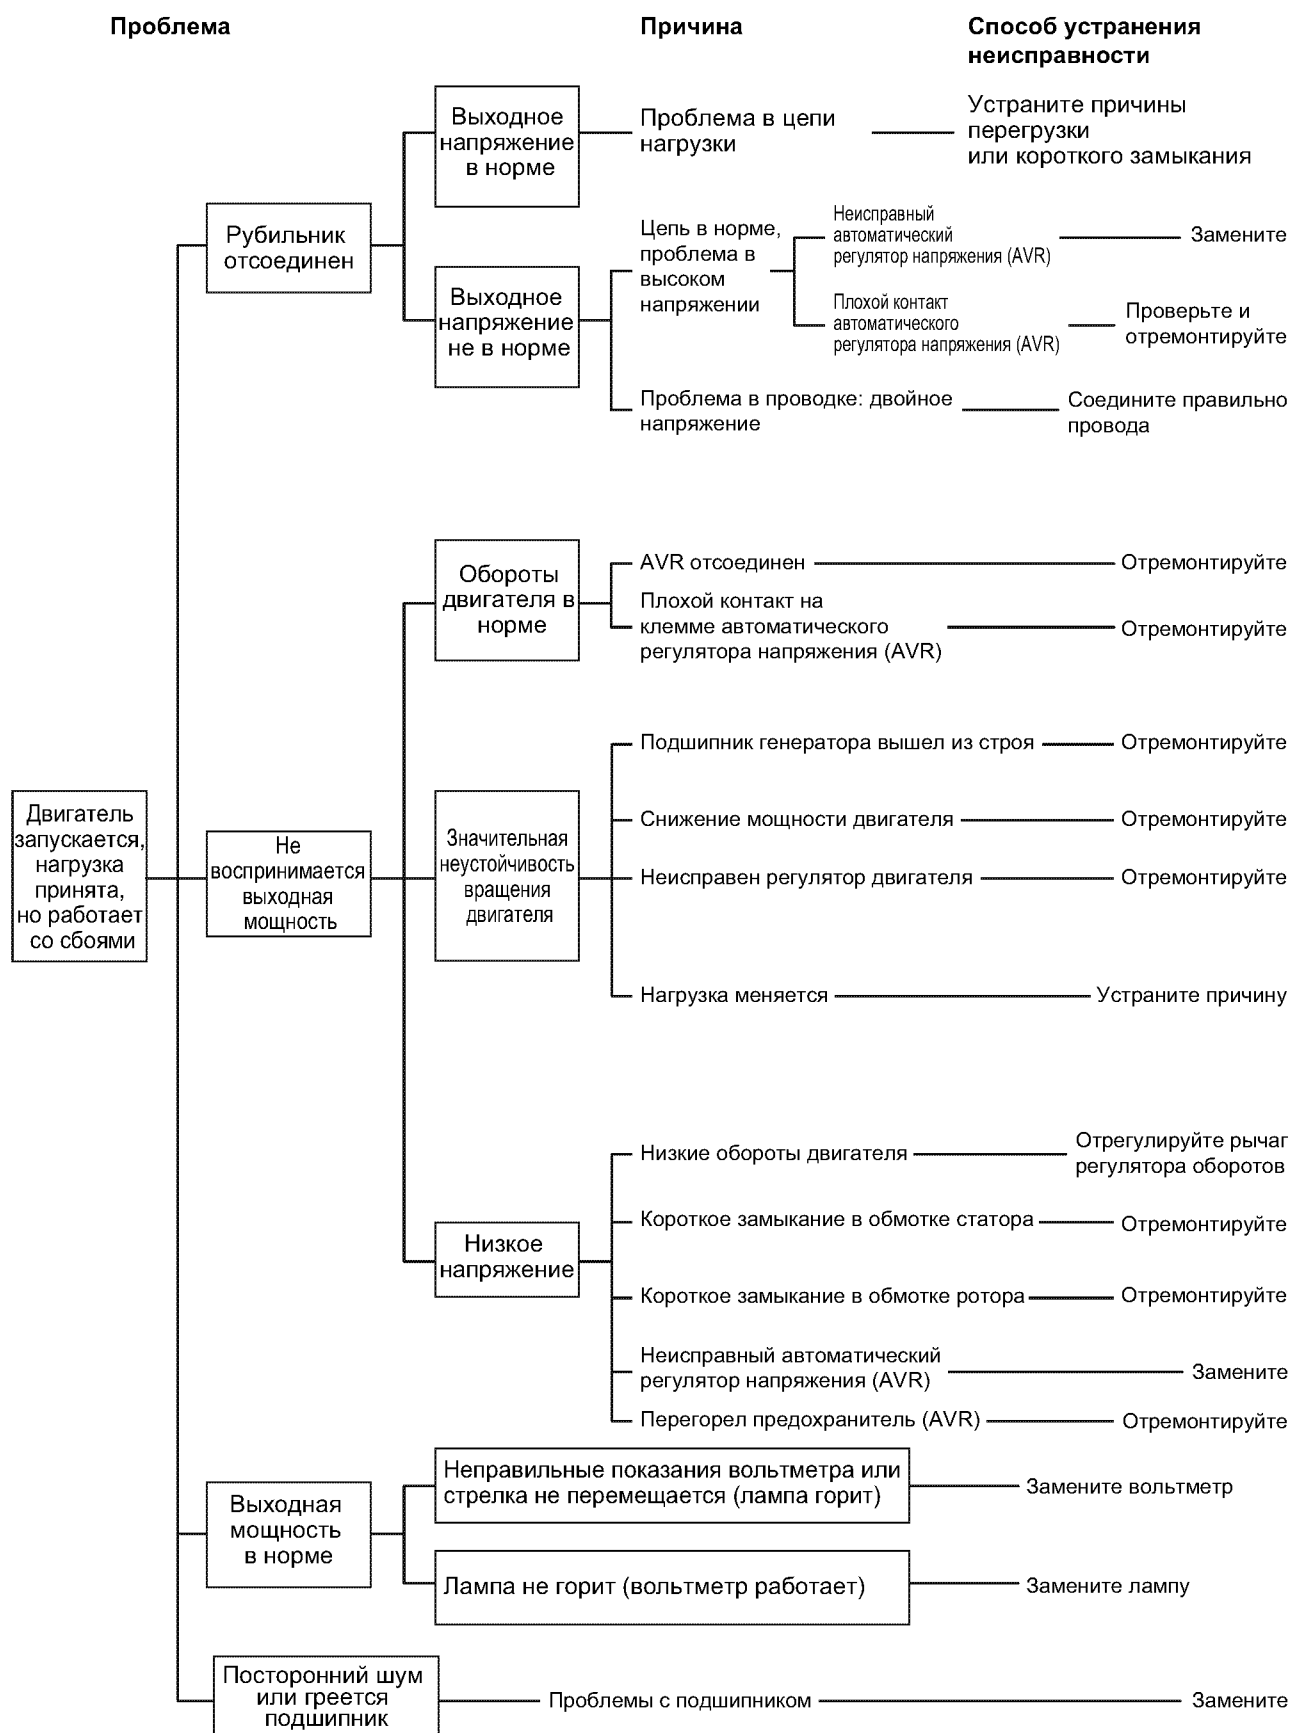 Проблема
Причина
Способ устранения
неисправности
Выходное
напряжение
в норме
Проблема в цепи
нагрузки
Устраните причины
перегрузки
или короткого замыкания
Рубильник
отсоединен
Выходное
напряжение
не в норме
Цепь в норме,
проблема в
высоком
напряжении
Неисправный
автоматический
регулятор напряжения (AVR)
Замените
Плохой контакт
автоматического
регулятора напряжения (AVR)
Проверьте и
отремонтируйте
Проблема в проводке: двойное
напряжение
Соедините правильно
провода
Двигатель
запускается,
нагрузка
принята,
но работает
со сбоями
Не
воспринимается
выходная
мощность
Обороты
двигателя в
норме
AVR отсоединен
Отремонтируйте
Плохой контакт на
клемме автоматического
регулятора напряжения (AVR)
Отремонтируйте
Значительная
неустойчивость
вращения
двигателя
Подшипник генератора вышел из строя
Отремонтируйте
Снижение мощности двигателя
Отремонтируйте
Неисправен регулятор двигателя
Отремонтируйте
Нагрузка меняется
Устраните причину
Низкое
напряжение
Низкие обороты двигателя
Отрегулируйте рычаг
регулятора оборотов
Короткое замыкание в обмотке статора
Отремонтируйте
Короткое замыкание в обмотке ротора
Отремонтируйте
Неисправный автоматический
регулятор напряжения (AVR)
Замените
Перегорел предохранитель (AVR)
Отремонтируйте
Выходная
мощность
в норме
Неправильные показания вольтметра или
стрелка не перемещается (лампа горит)
Замените вольтметр
Лампа не горит (вольтметр работает)
Замените лампу
Посторонний шум
или греется
подшипник
Проблемы с подшипником
Замените